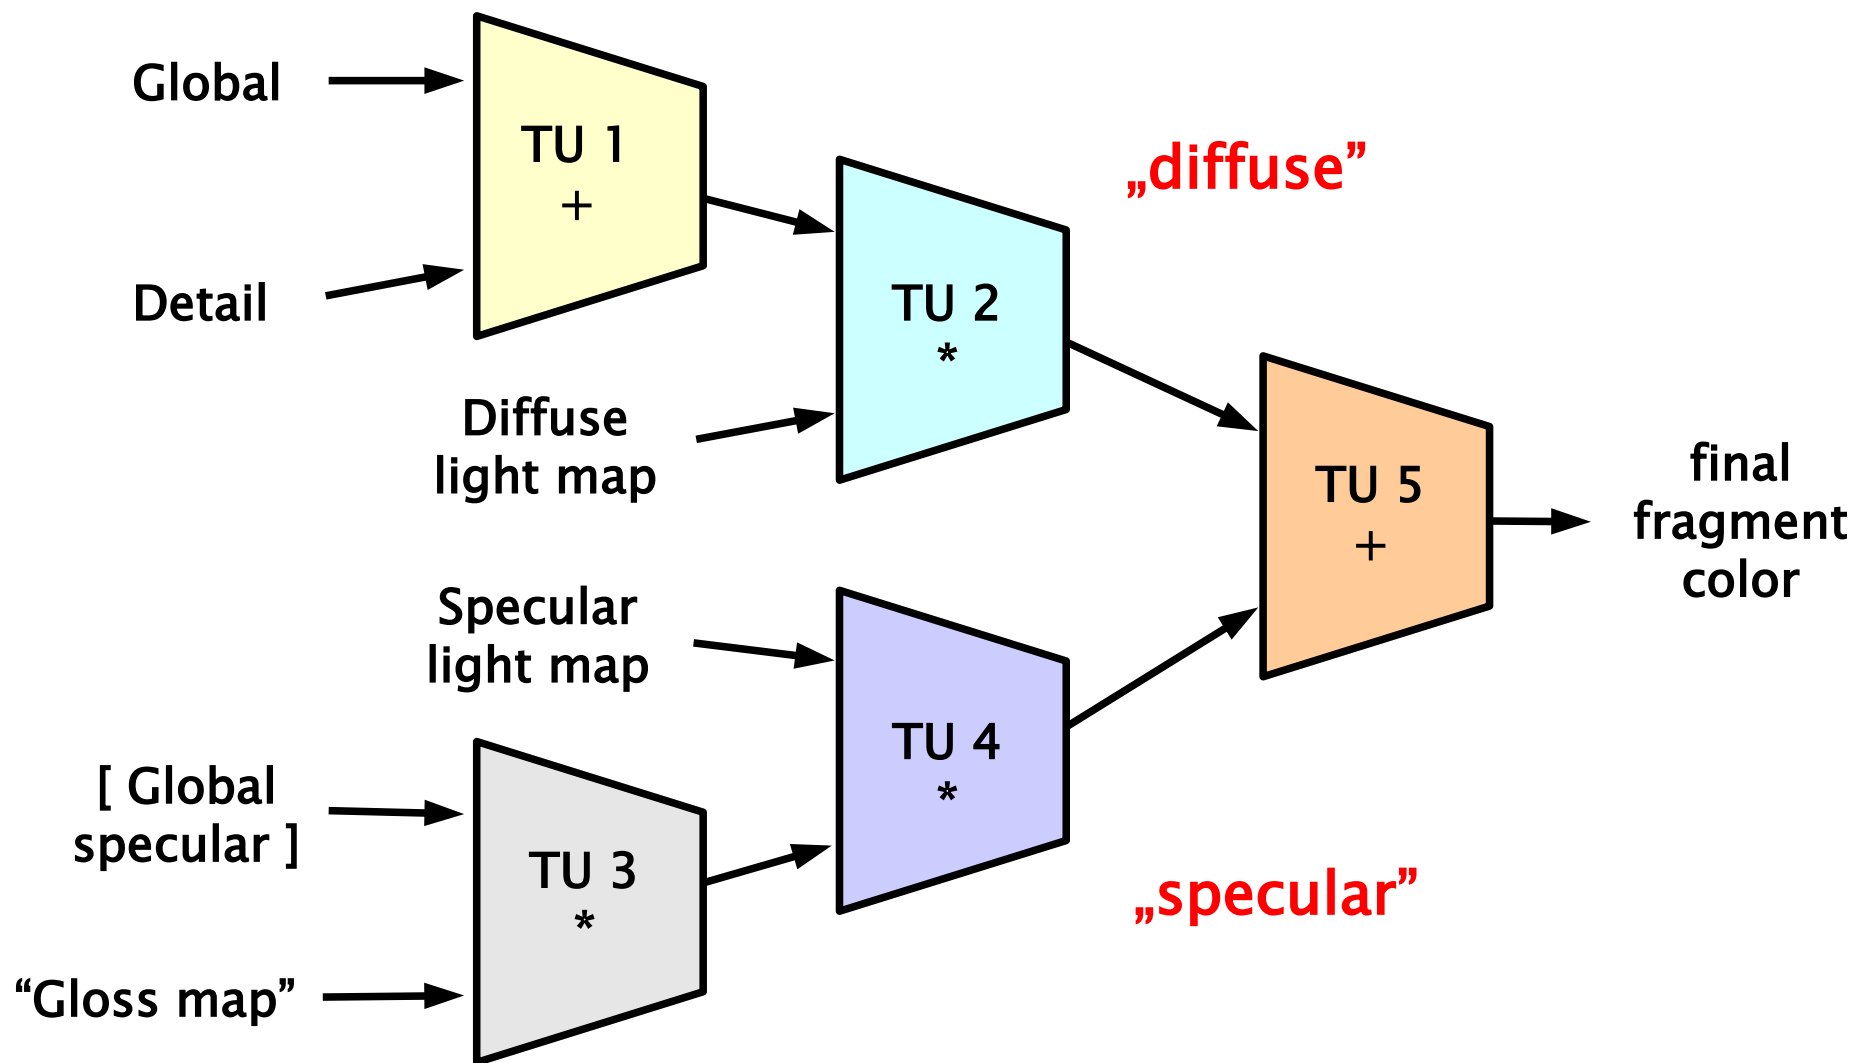 Global
TU 1
+
Detail
„diffuse”
TU 2
*
Diffuse
light map
TU 5
+
final
fragment
color
Specular
light map
TU 4
*
[ Global
specular ]
TU 3
*
“Gloss map”
„specular”